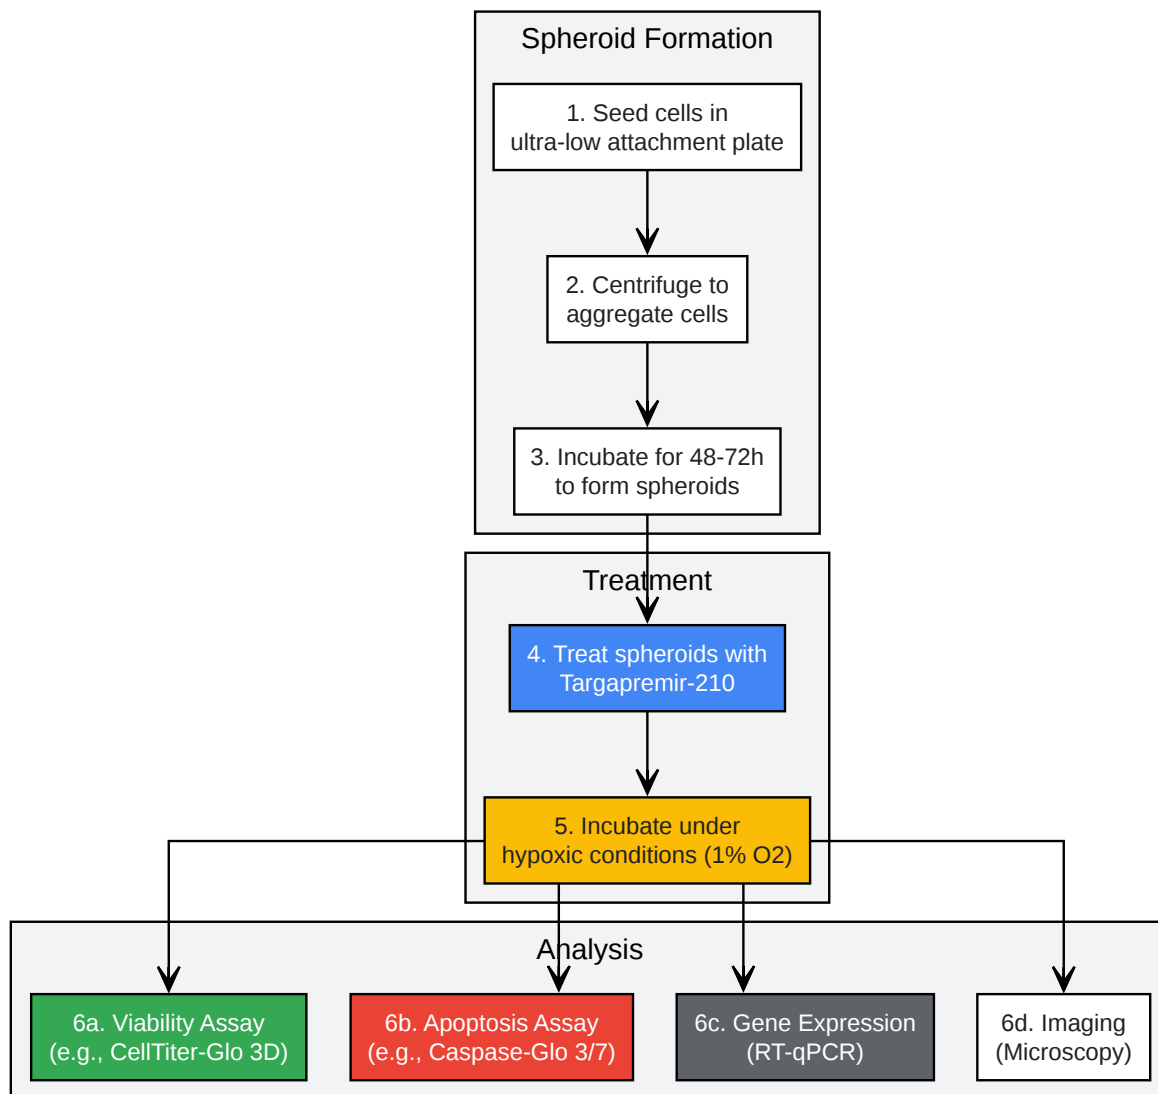 Spheroid Formation
1. Seed cells in
ultra-low attachment plate
2. Centrifuge to
aggregate cells
3. Incubate for 48-72h
to form spheroids
Treatment
4. Treat spheroids with
Targapremir-210
5. Incubate under
hypoxic conditions (1% O2)
Analysis
6a. Viability Assay
(e.g., CellTiter-Glo 3D)
6b. Apoptosis Assay
(e.g., Caspase-Glo 3/7)
6c. Gene Expression
(RT-qPCR)
6d. Imaging
(Microscopy)